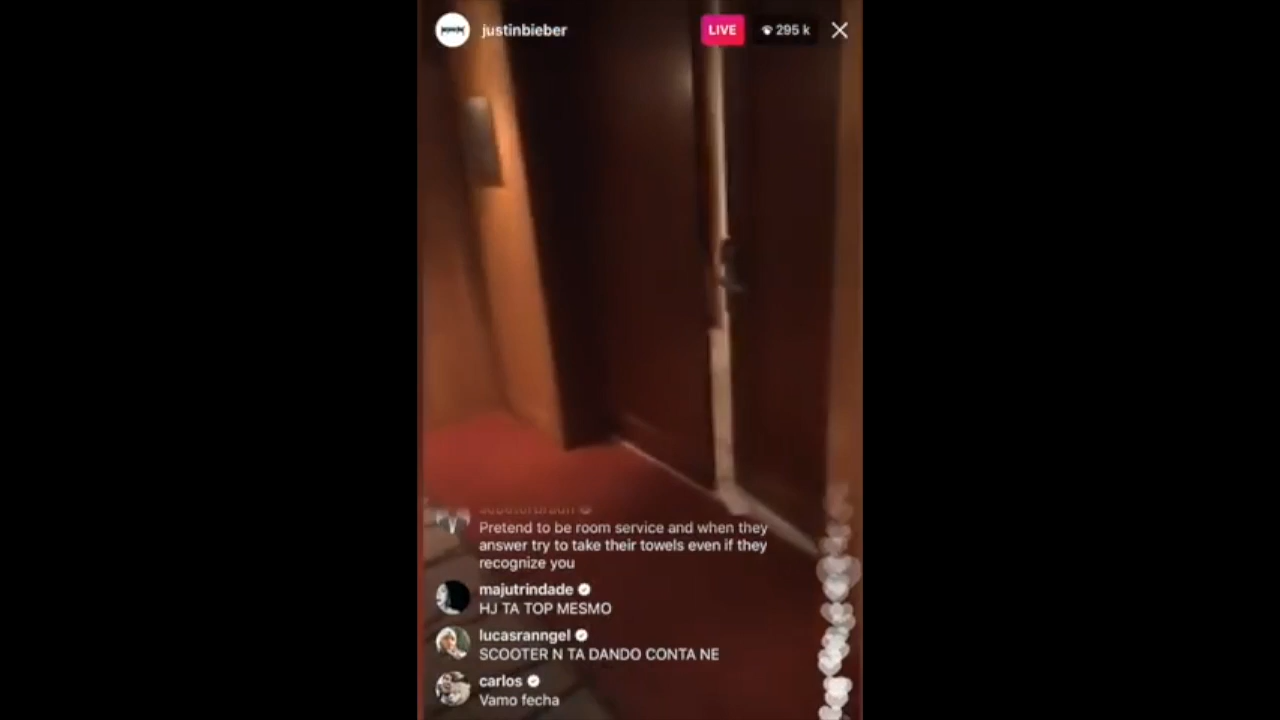 justinbieber LIVE 295 k
Pretend to be room service and when they
answer try to take their towels even if they
recognize you
majutrindade
HJ TA TOP MESMO
lucasranngel
SCOOTER N TA DANDO CONTA NE
carlos
Vamo fecha